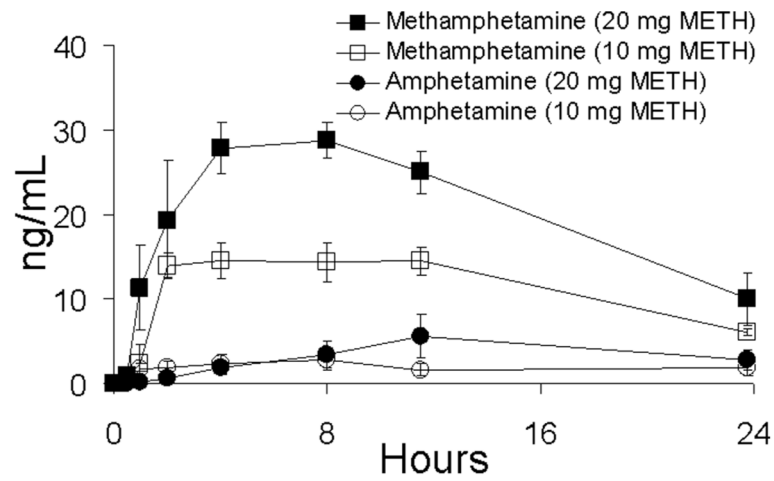 Methamphetamine (20 mg METH)
Methamphetamine (10 mg METH)
Amphetamine (20 mg METH)
Amphetamine (10 mg METH)
40
30
20
10
0
ng/mL
0 8 16 24
Hours